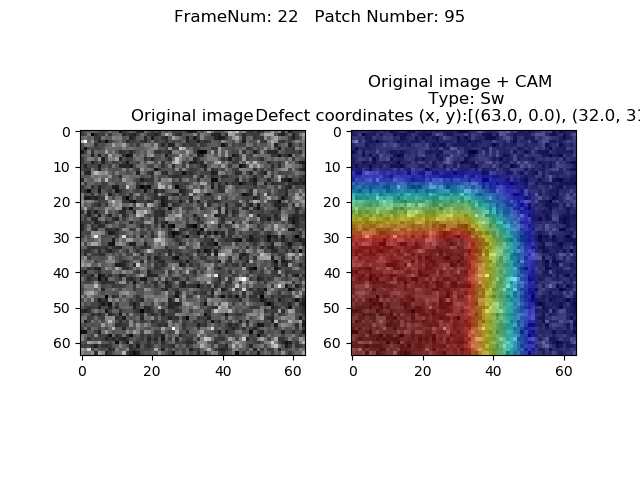 FrameNum: 22   Patch Number: 95
Original image + CAM
Type: Sw
Original image
Defect coordinates (x, y):[(63.0, 0.0), (32.0, 31
0
10
20
30
40
50
60
0 20 40 60
0
10
20
30
40
50
60
0 20 40 60